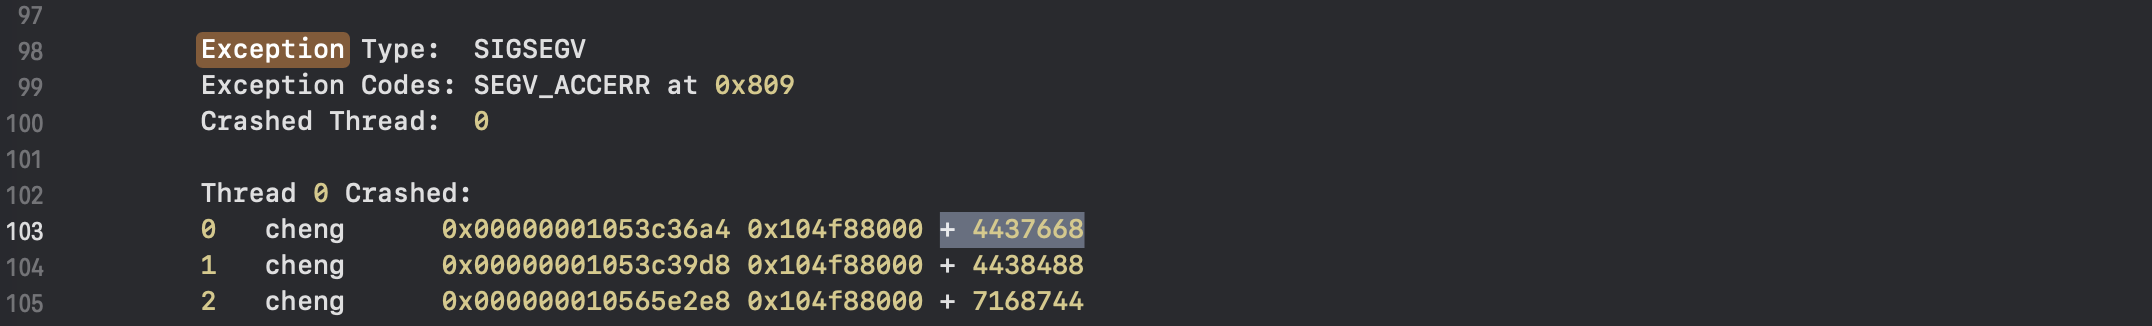 97
98 Exception Type: SIGSEGV
99 Exception Codes: SEGV_ACCERR at 0x809
100 Crashed Thread: 0
101
102 Thread 0 Crashed:
103 0 cheng 0x00000001053c36a4 0x104f88000 + 4437668
104 1 cheng 0x00000001053c39d8 0x104f88000 + 4438488
105 2 cheng 0x000000010565e2e8 0x104f88000 + 7168744